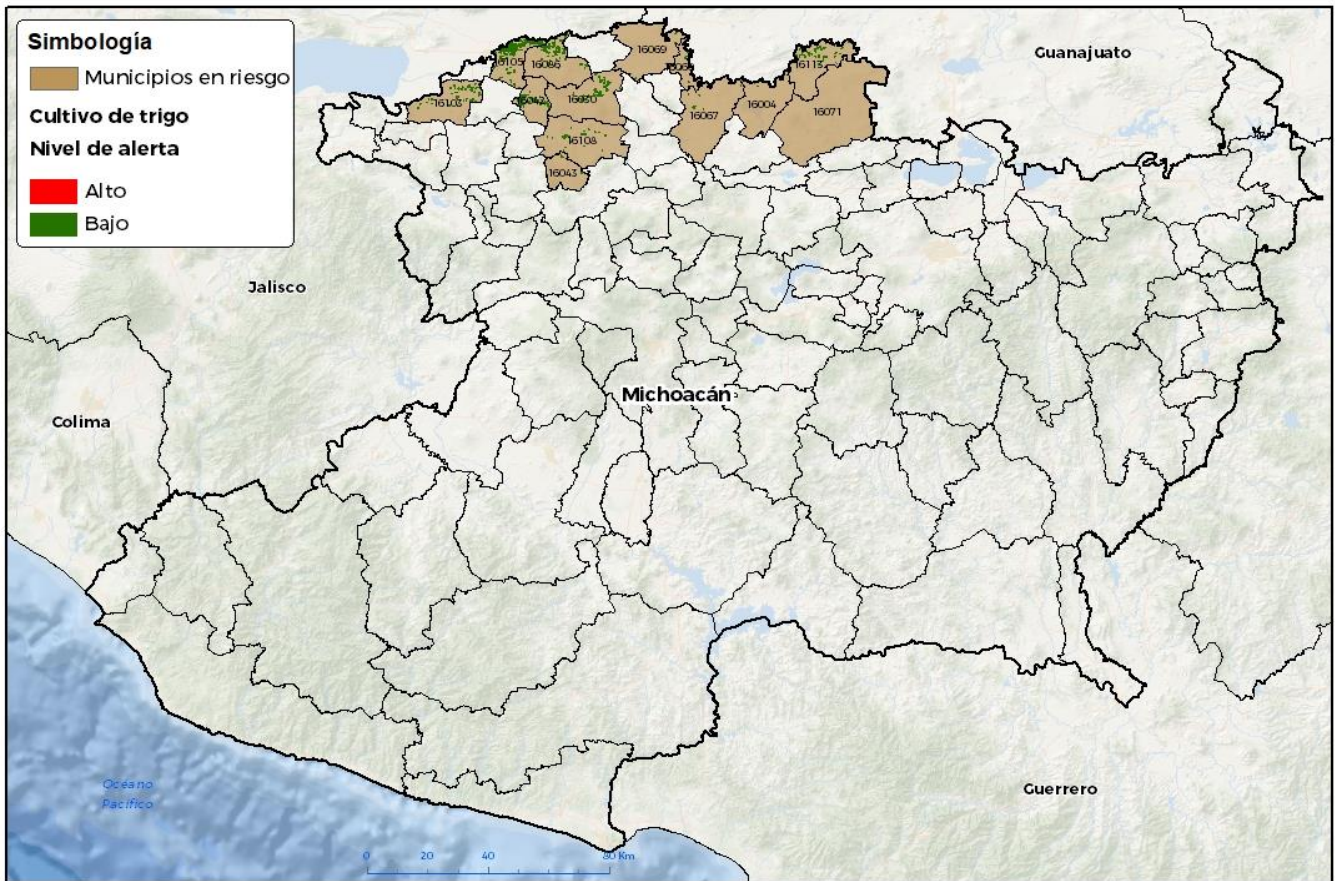 Simbología
Municipios en riesgo
Cultivo de trigo
Nivel de alerta
Alto
Bajo
Guanajuato
16069
16105
16086
16113
16103
16030
16067
16004
16071
16108
16043
Jalisco
Michoacán
Colima
Guerrero
Océano
Pacífico
0 20 40 80 Km